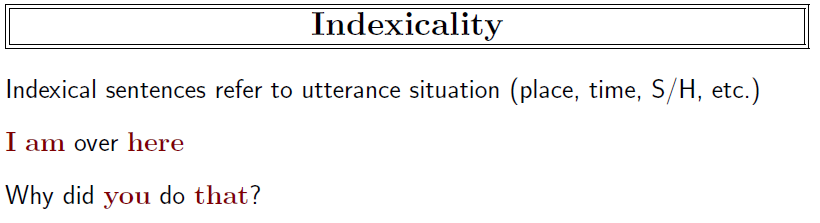 Indexicality
Indexical sentences refer to utterance situation (place, time, S/H, etc.)
I am over here
Why did you do that?